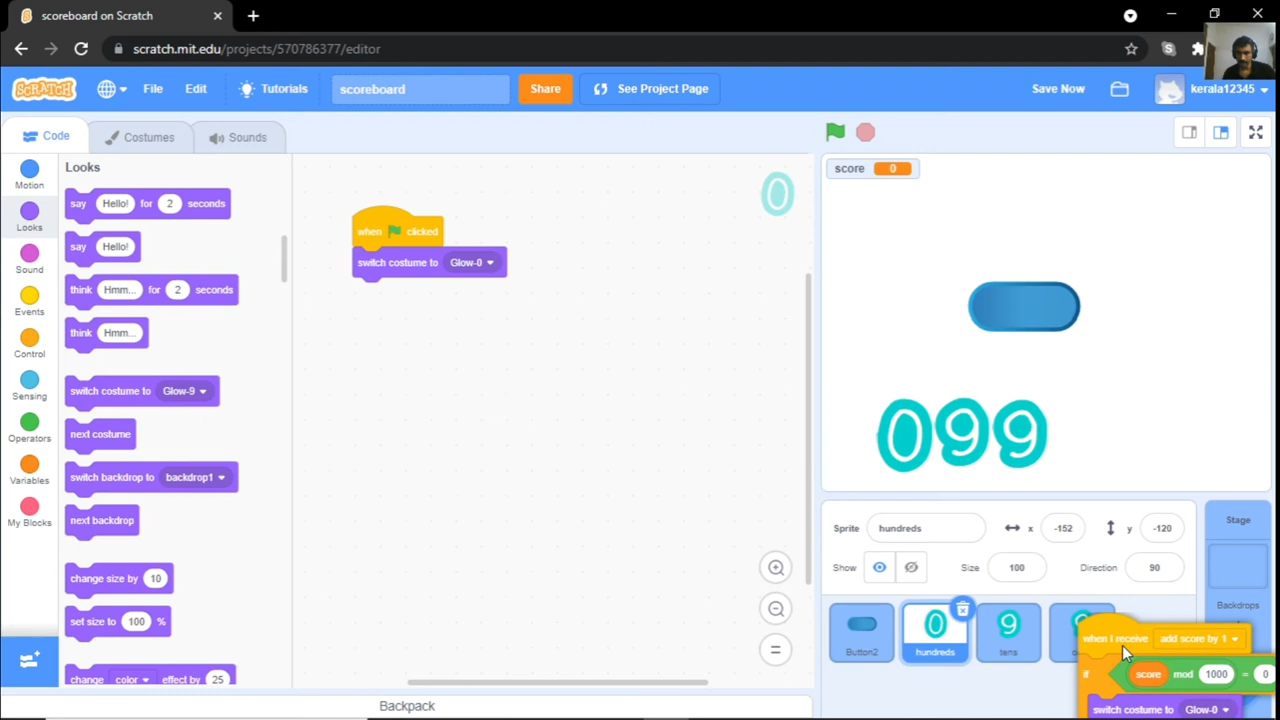 scoreboard on Scratch
scratch.mit.edu/projects/570786377/editor
SCRATCH
File
Edit
Tutorials
scoreboard
Share
See Project Page
Save Now
kerala12345
Code
Costumes
Sounds
Motion
Looks
Sound
Events
Control
Sensing
Operators
Variables
My Blocks
Looks
say Hello! for 2 seconds
say Hello!
think Hmm... for 2 seconds
think Hmm...
switch costume to Glow-9
next costume
switch backdrop to backdrop1
next backdrop
change size by 10
set size to 100 %
change color effect by 25
when clicked
switch costume to Glow-0
0
score 0
099
Sprite hundreds x -152 y -120
Show Size 100 Direction 90
Button2
0
hundreds
9
tens
Stage
Backdrops
when I receive add score by 1
if score mod 1000 = 0
switch costume to Glow-0
Backpack